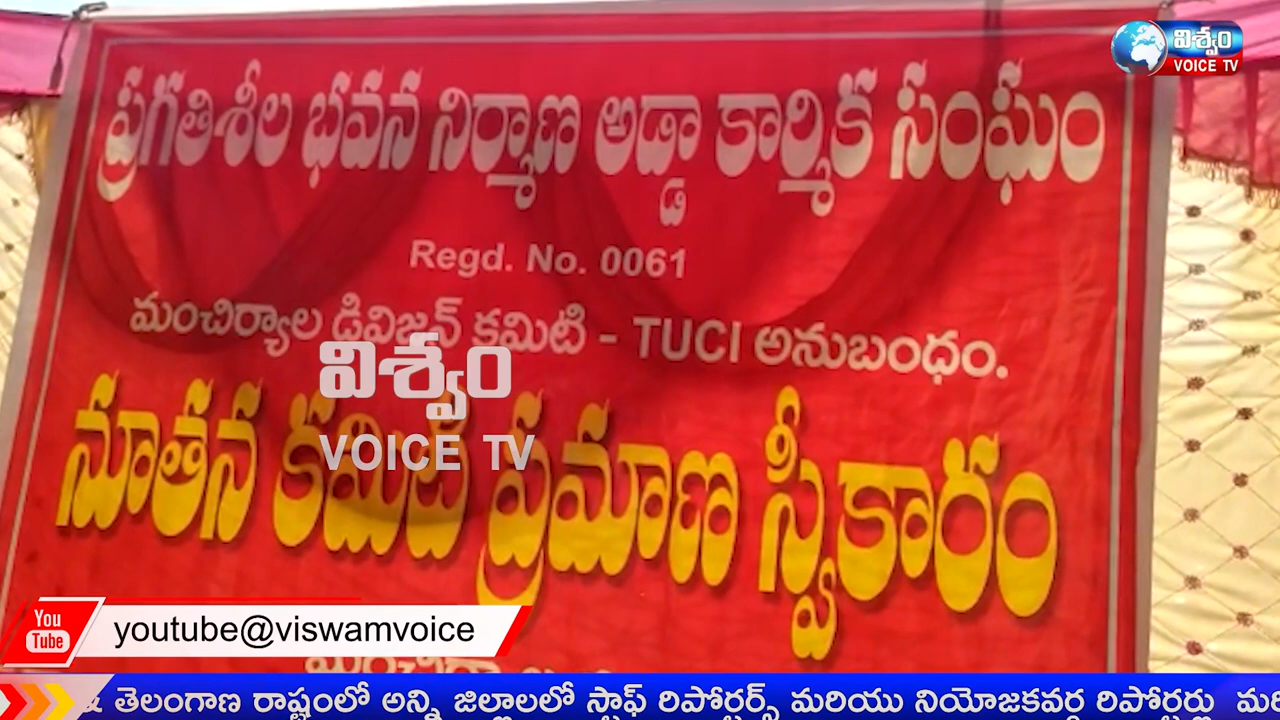 విశ్వం
VOICE TV
ప్రగతిశీల భవన నిర్మాణ అడ్డా కార్మిక సంఘం
Regd. No. 0061
మంచిర్యాల డివిజన్ కమిటి - TUCI అనుబంధం.
విశ్వం
VOICE TV
నూతన కమిటీ ప్రమాణ స్వీకారం
You
Tube
youtube@viswamvoice
తెలంగాణ రాష్ట్రంలో అన్ని జిల్లాలలో స్టాఫ్ రిపోర్టర్స్ మరియు నియోజకవర్గ రిపోర్టర్లు